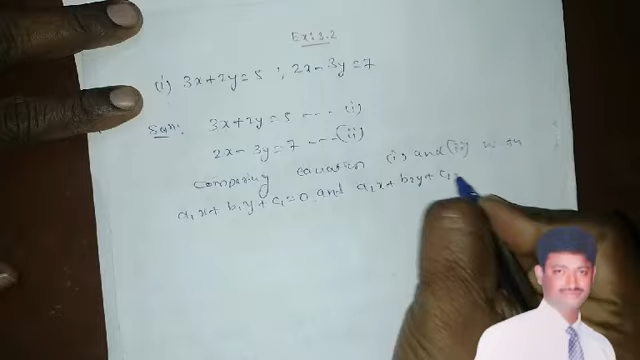 Ex:3.2
(i) 3x+2y=5 ; 2x-3y=7
Soln: 3x+2y=5 ---- (i)
2x-3y=7 ----(ii)
comparing equation (i) and (ii) with
a₁x+b₁y+c₁=0 and a₂x+b₂y+c₂